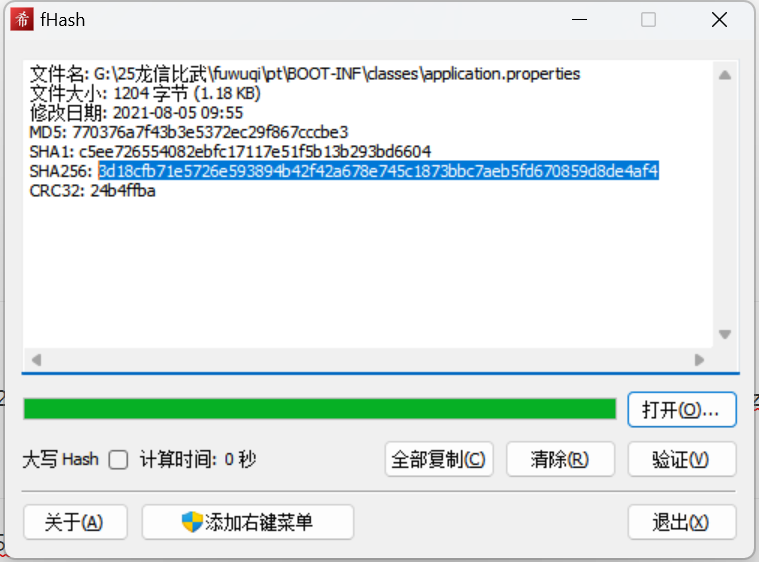 希 fHash
文件名: G:\25龙信比武\fuwuqi\pt\BOOT-INF\classes\application.properties
文件大小: 1204 字节 (1.18 KB)
修改日期: 2021-08-05 09:55
MD5: 770376a7f43b3e5372ec29f867cccbe3
SHA1: c5ee726554082ebfc17117e51f5b13b293bd6604
SHA256: 3d18cfb71e5726e593894b42f42a678e745c1873bbc7aeb5fd670859d8de4af4
CRC32: 24b4ffba
打开(O)...
大写 Hash 计算时间: 0 秒 全部复制(C) 清除(R) 验证(V)
关于(A) 添加右键菜单 退出(X)